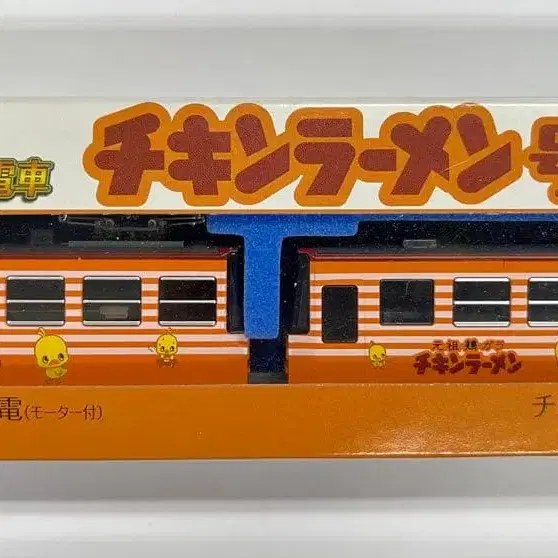 電車
チキンラーメン
元祖鶏ガラ
チキンラーメン
電(モーター付)
チ